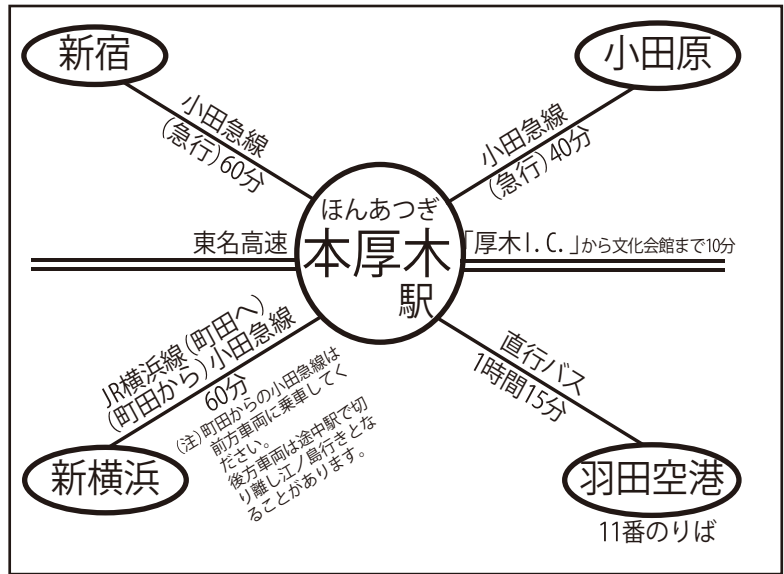 新宿
小田原
小田急線
(急行)60分
小田急線
(急行)40分
ほんあつぎ
本厚木
駅
東名高速
「厚木I.C.」から文化会館まで10分
JR横浜線(町田へ)
(町田から)小田急線
60分
(注)町田からの小田急線は
前方車両に乗車してく
ださい。
後方車両は途中駅で切
り離し江ノ島行きとな
ることがあります。
直行バス
1時間15分
新横浜
羽田空港
11番のりば